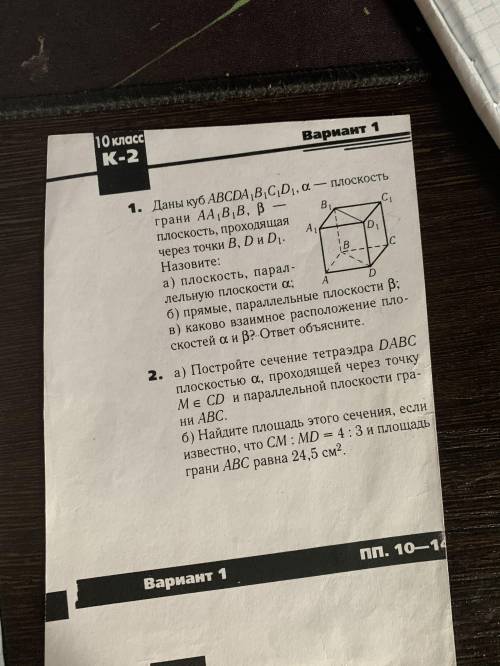 10 класс
К-2
Вариант 1
1. Даны куб ABCDA₁B₁C₁D₁, α — плоскость
грани AA₁B₁B, β —
плоскость, проходящая
через точки B, D и D₁.
Назовите:
а) плоскость, парал-
лельную плоскости α;
б) прямые, параллельные плоскости β;
в) каково взаимное расположение пло-
скостей α и β? Ответ объясните.
B₁
C₁
A₁
D₁
B
C
A
D
2. а) Постройте сечение тетраэдра DABC
плоскостью α, проходящей через точку
M ∈ CD и параллельной плоскости гра-
ни ABC.
б) Найдите площадь этого сечения, если
известно, что CM : MD = 4 : 3 и площадь
грани ABC равна 24,5 см².
Вариант 1
ПП. 10—14